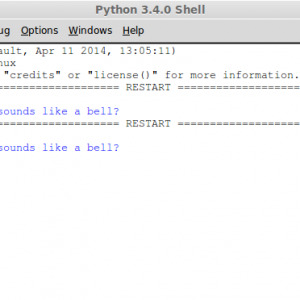 Python 3.4.0 Shell
ug Options Windows Help
ault, Apr 11 2014, 13:05:11)
nux
"credits" or "license()" for more information.
==================== RESTART ====================
sounds like a bell?
==================== RESTART ====================
sounds like a bell?